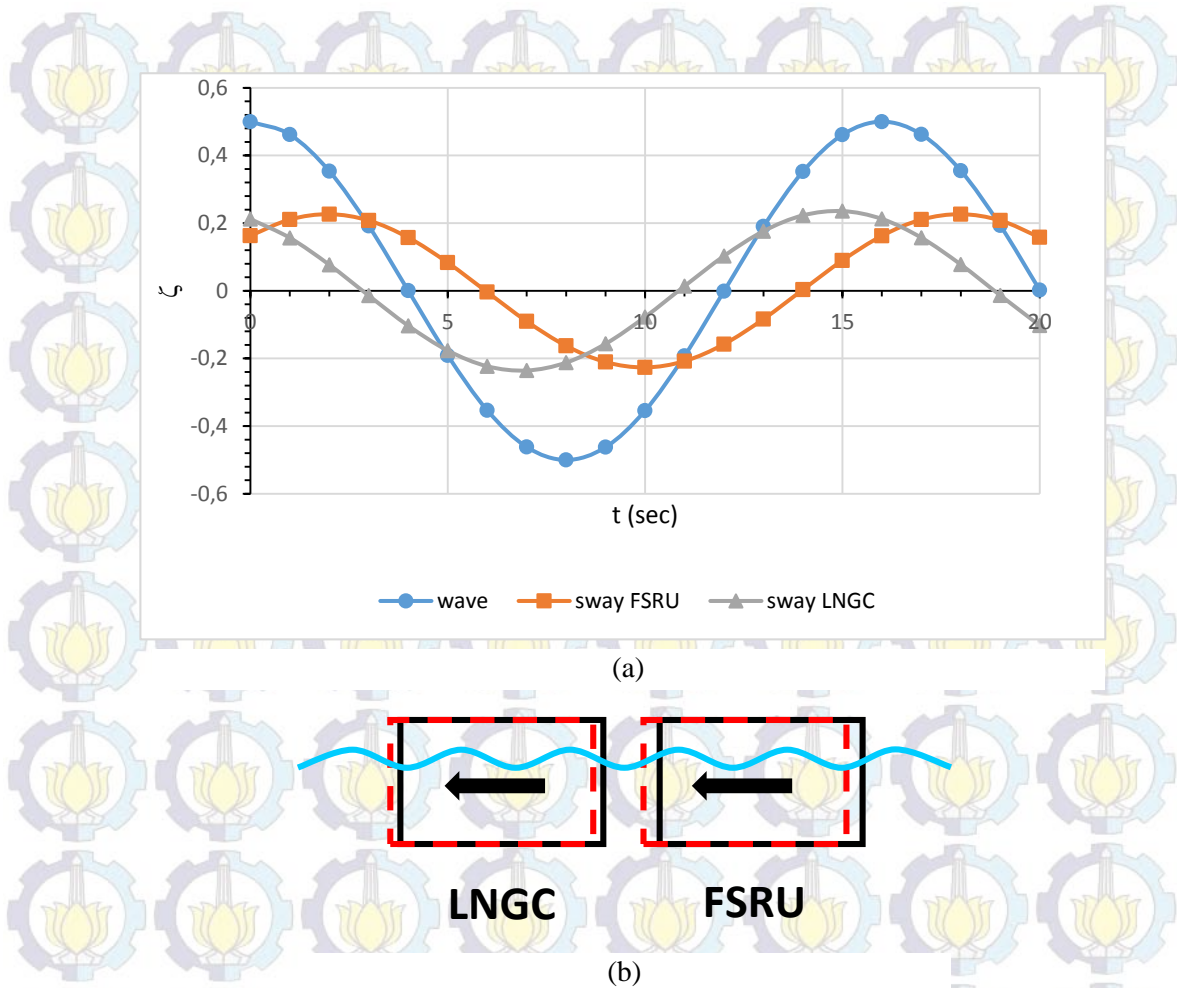 0,6
0,4
0,2
0
-0,2
-0,4
-0,6
ζ
0 5 10 15 20
t (sec)
wave sway FSRU sway LNGC
(a)
LNGC FSRU
(b)